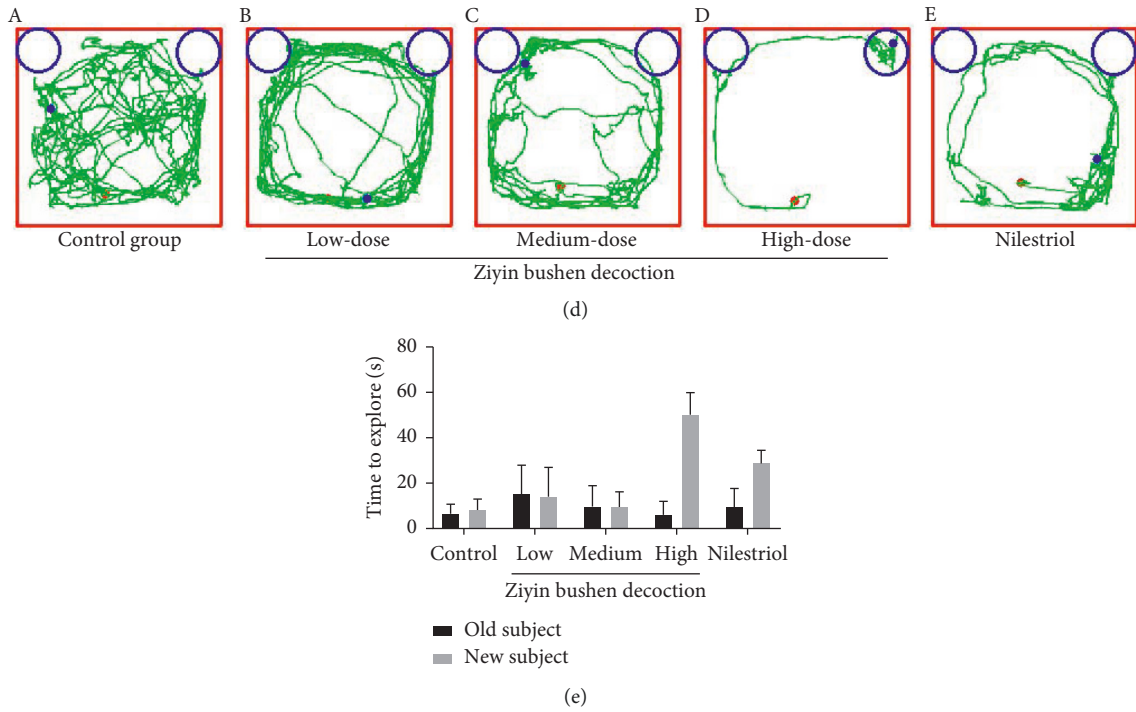 A B C D E
Control group Low-dose Medium-dose High-dose Nilestriol
Ziyin bushen decoction
(d)
80
60
40
20
0
Time to explore (s)
Control Low Medium High Nilestriol
Ziyin bushen decoction
Old subject
New subject
(e)